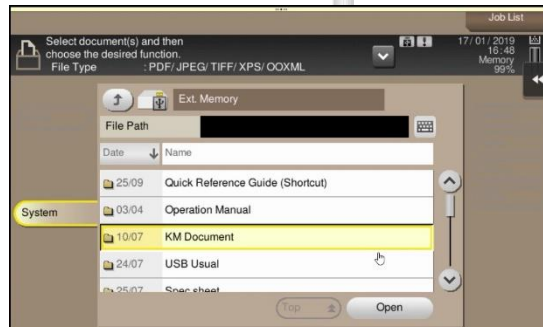 Job List
Select document(s) and then
choose the desired function.
File Type : PDF/ JPEG/ TIFF/ XPS/ OOXML
17/ 01 / 2019
16:48
Memory
99%
Ext. Memory
File Path
Date Name
25/09 Quick Reference Guide (Shortcut)
03/04 Operation Manual
System
10/07 KM Document
24/07 USB Usual
25/07 Spec sheet
Top Open